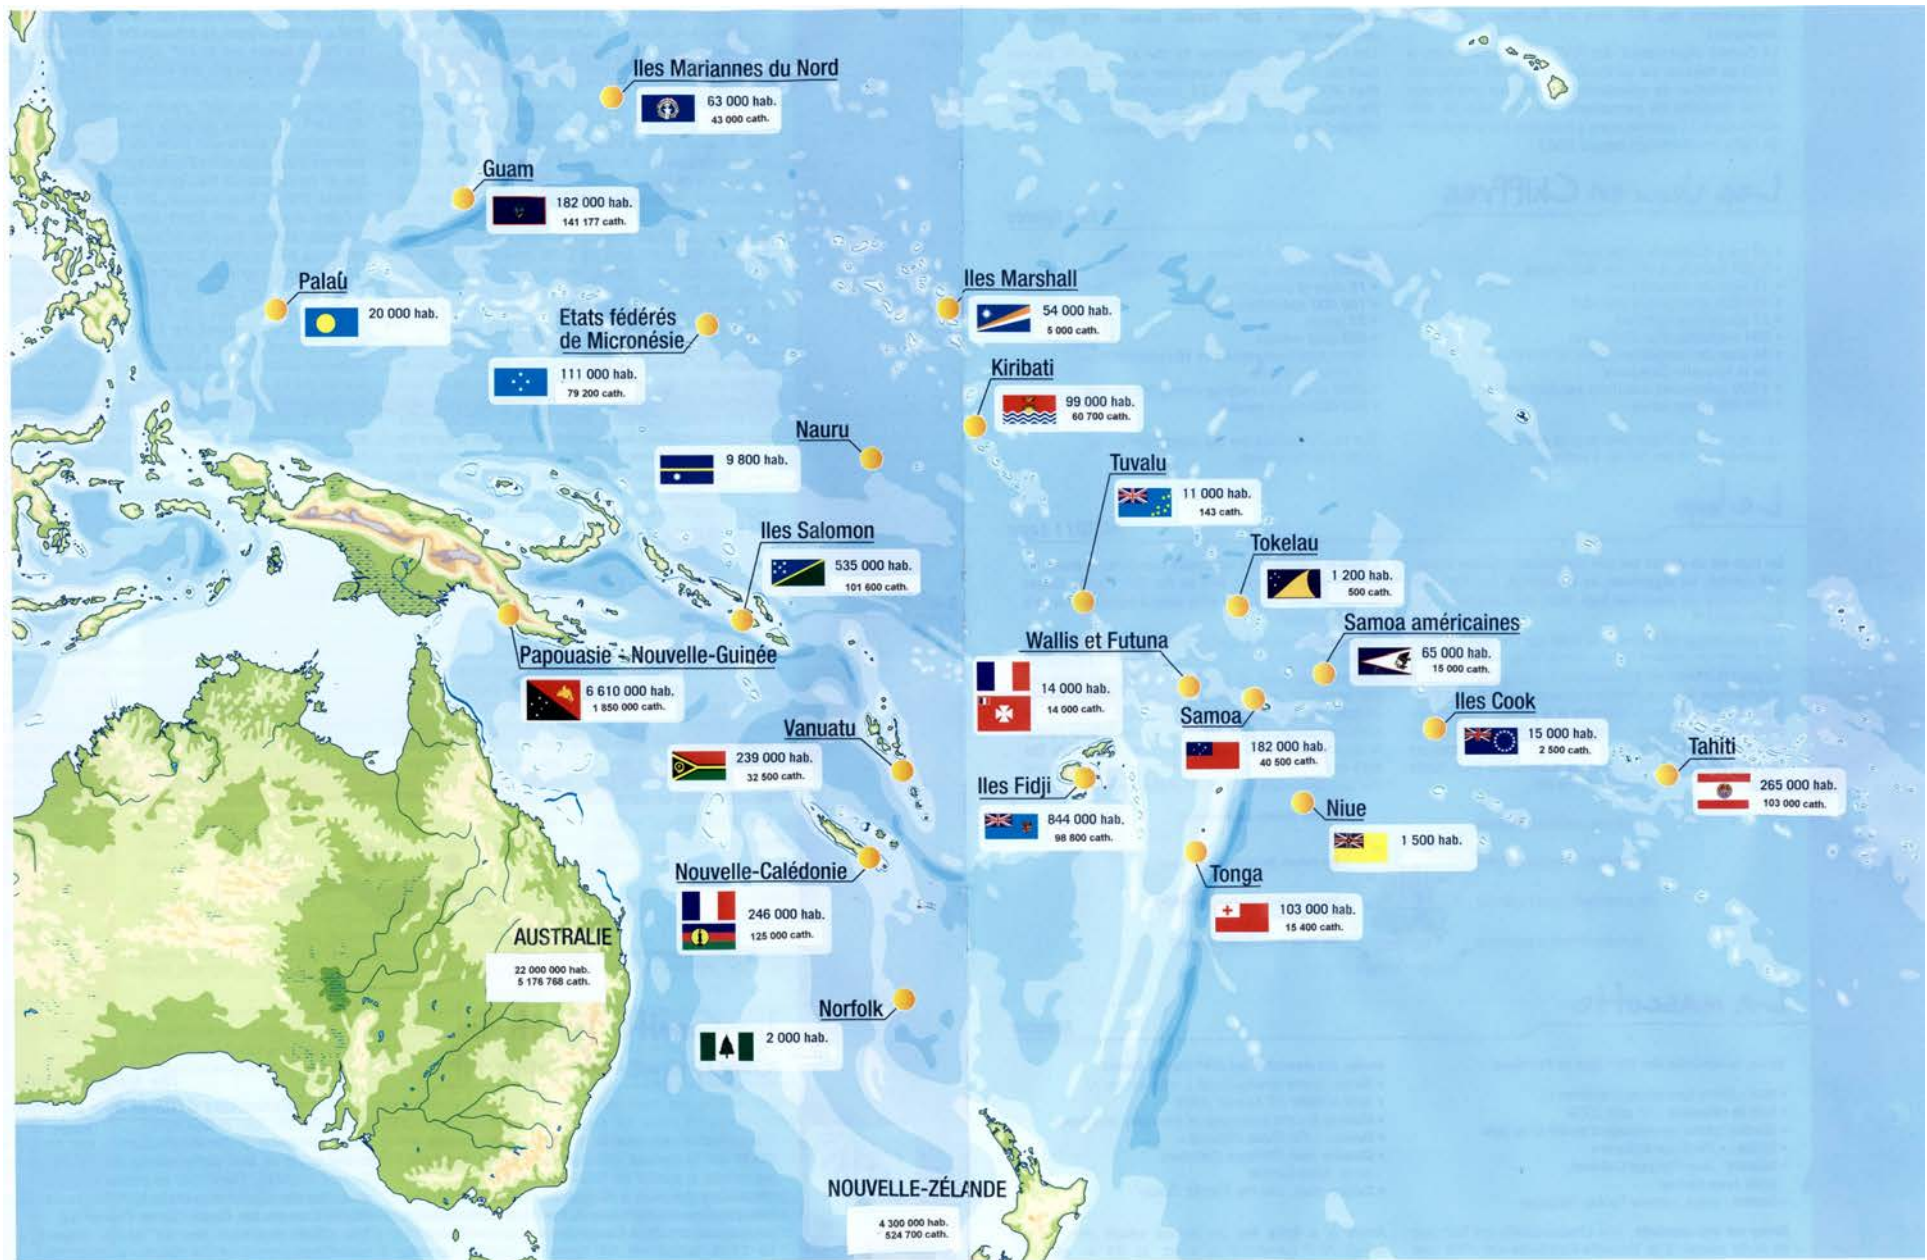 Iles Mariannes du Nord
63 000 hab.
43 000 cath.
Guam
182 000 hab.
141 177 cath.
Palau
20 000 hab.
Etats fédérés
de Micronésie
111 000 hab.
79 200 cath.
Iles Marshall
54 000 hab.
5 000 cath.
Kiribati
99 000 hab.
60 700 cath.
Nauru
9 800 hab.
Tuvalu
11 000 hab.
143 cath.
Iles Salomon
535 000 hab.
101 600 cath.
Tokelau
1 200 hab.
500 cath.
Papouasie - Nouvelle-Guinée
6 610 000 hab.
1 850 000 cath.
Wallis et Futuna
14 000 hab.
14 000 cath.
Samoa américaines
65 000 hab.
15 000 cath.
Samoa
182 000 hab.
40 500 cath.
Iles Cook
15 000 hab.
2 500 cath.
Tahiti
265 000 hab.
103 000 cath.
Vanuatu
239 000 hab.
32 500 cath.
Iles Fidji
844 000 hab.
98 800 cath.
Niue
1 500 hab.
Nouvelle-Calédonie
246 000 hab.
125 000 cath.
Tonga
103 000 hab.
15 400 cath.
AUSTRALIE
22 000 000 hab.
5 176 768 cath.
Norfolk
2 000 hab.
NOUVELLE-ZÉLANDE
4 300 000 hab.
524 700 cath.